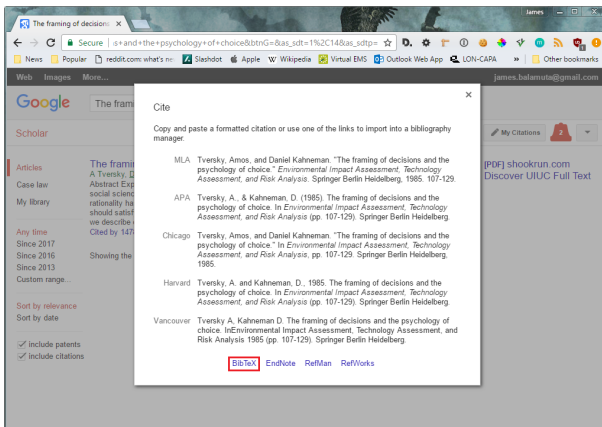 James
The framing of decisions
Secure
is+and+the+psychology+of+choice&btnG=&as_sdt=1%2C14&as_sdtp=
News Popular reddit.com: what's ne Slashdot Apple Wikipedia Virtual EMS Outlook Web App LON-CAPA » Other bookmarks
Web Images More... james.balamuta@gmail.com
Google The frami
Scholar My Citations 2
Cite
Copy and paste a formatted citation or use one of the links to import into a bibliography
manager.
MLA Tversky, Amos, and Daniel Kahneman. "The framing of decisions and the
psychology of choice." Environmental Impact Assessment, Technology
Assessment, and Risk Analysis. Springer Berlin Heidelberg, 1985. 107-129.
APA Tversky, A., & Kahneman, D. (1985). The framing of decisions and the
psychology of choice. In Environmental Impact Assessment, Technology
Assessment, and Risk Analysis (pp. 107-129). Springer Berlin Heidelberg.
Chicago Tversky, Amos, and Daniel Kahneman. "The framing of decisions and the
psychology of choice." In Environmental Impact Assessment, Technology
Assessment, and Risk Analysis, pp. 107-129. Springer Berlin Heidelberg,
1985.
Harvard Tversky, A. and Kahneman, D., 1985. The framing of decisions and the
psychology of choice. In Environmental Impact Assessment, Technology
Assessment, and Risk Analysis (pp. 107-129). Springer Berlin Heidelberg.
Vancouver Tversky A, Kahneman D. The framing of decisions and the psychology of
choice. InEnvironmental Impact Assessment, Technology Assessment, and
Risk Analysis 1985 (pp. 107-129). Springer Berlin Heidelberg.
BibTeX EndNote RefMan RefWorks
Articles
Case law
My library
Any time
Since 2017
Since 2016
Since 2013
Custom range...
Sort by relevance
Sort by date
include patents
include citations
The framin
A Tversky, D
Abstract Exp
social scienc
rationality ha
should satisf
we describe
Cited by 147
Showing the
[PDF] shookrun.com
Discover UIUC Full Text